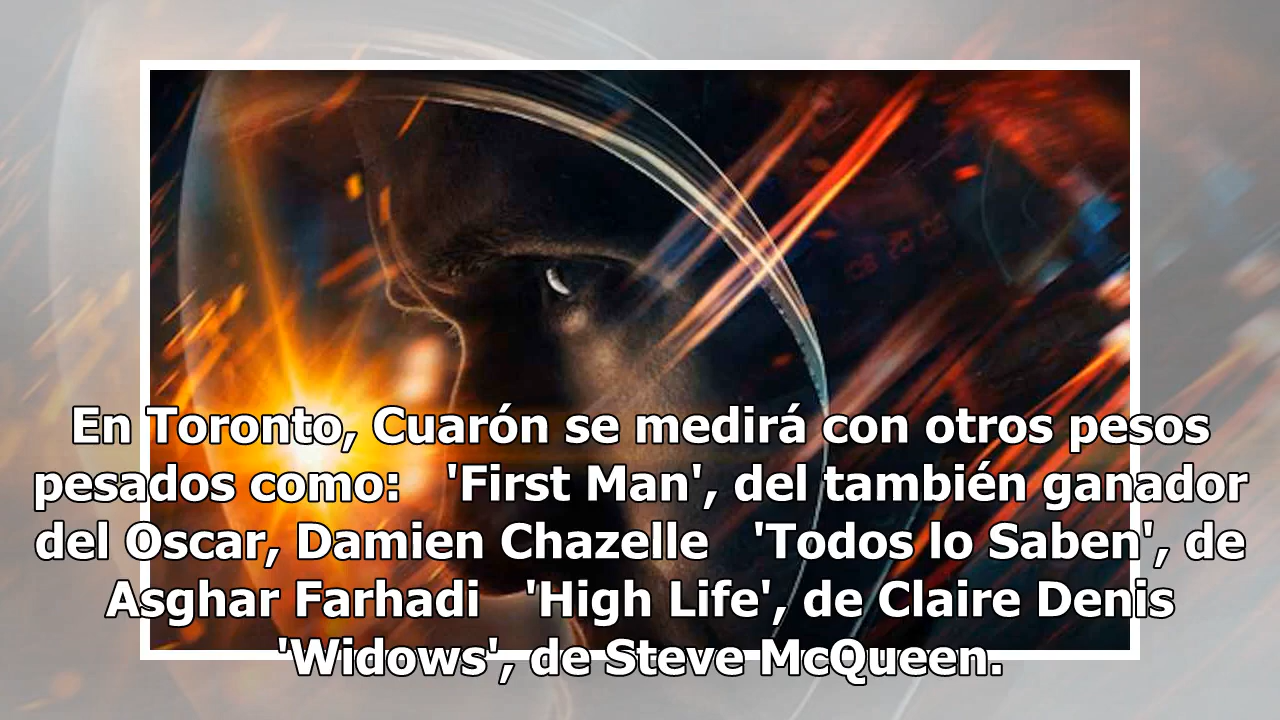 En Toronto, Cuarón se medirá con otros pesos
pesados como:   'First Man', del también ganador
del Oscar, Damien Chazelle   'Todos lo Saben', de
Asghar Farhadi   'High Life', de Claire Denis
'Widows', de Steve McQueen.